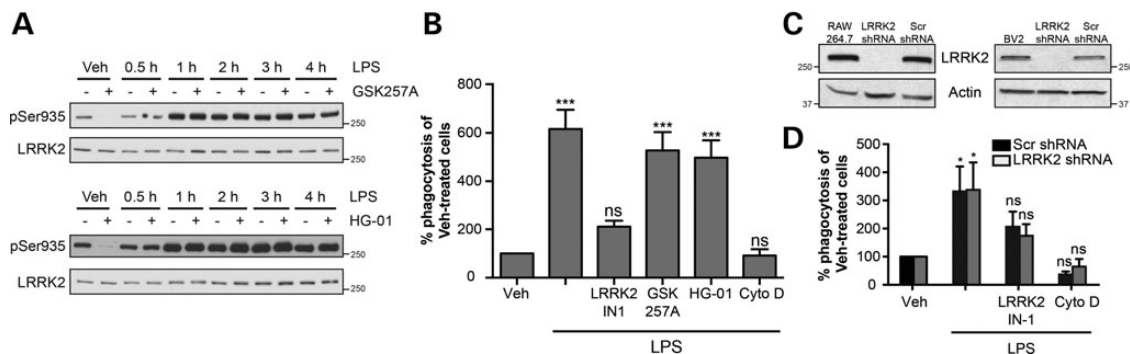 A
Veh 0.5 h 1 h 2 h 3 h 4 h LPS
- + - + - + - + - + - + GSK257A
pSer935 -250
LRRK2 -250
Veh 0.5 h 1 h 2 h 3 h 4 h LPS
- + - + - + - + - + - + HG-01
pSer935 -250
LRRK2 -250
B
% phagocytosis of
Veh-treated cells
800
600
400
200
0
***
ns
***
***
ns
Veh LRRK2 GSK HG-01 Cyto D
IN1 257A
LPS
C
RAW LRRK2 Scr
264.7 shRNA shRNA
250-
37-
LRRK2
Actin
LRRK2 Scr
BV2 shRNA shRNA
-250
-37
D
% phagocytosis of
Veh-treated cells
500
400
300
200
100
0
Scr shRNA
LRRK2 shRNA
* *
ns
ns
ns
ns
Veh LRRK2 Cyto D
IN-1
LPS